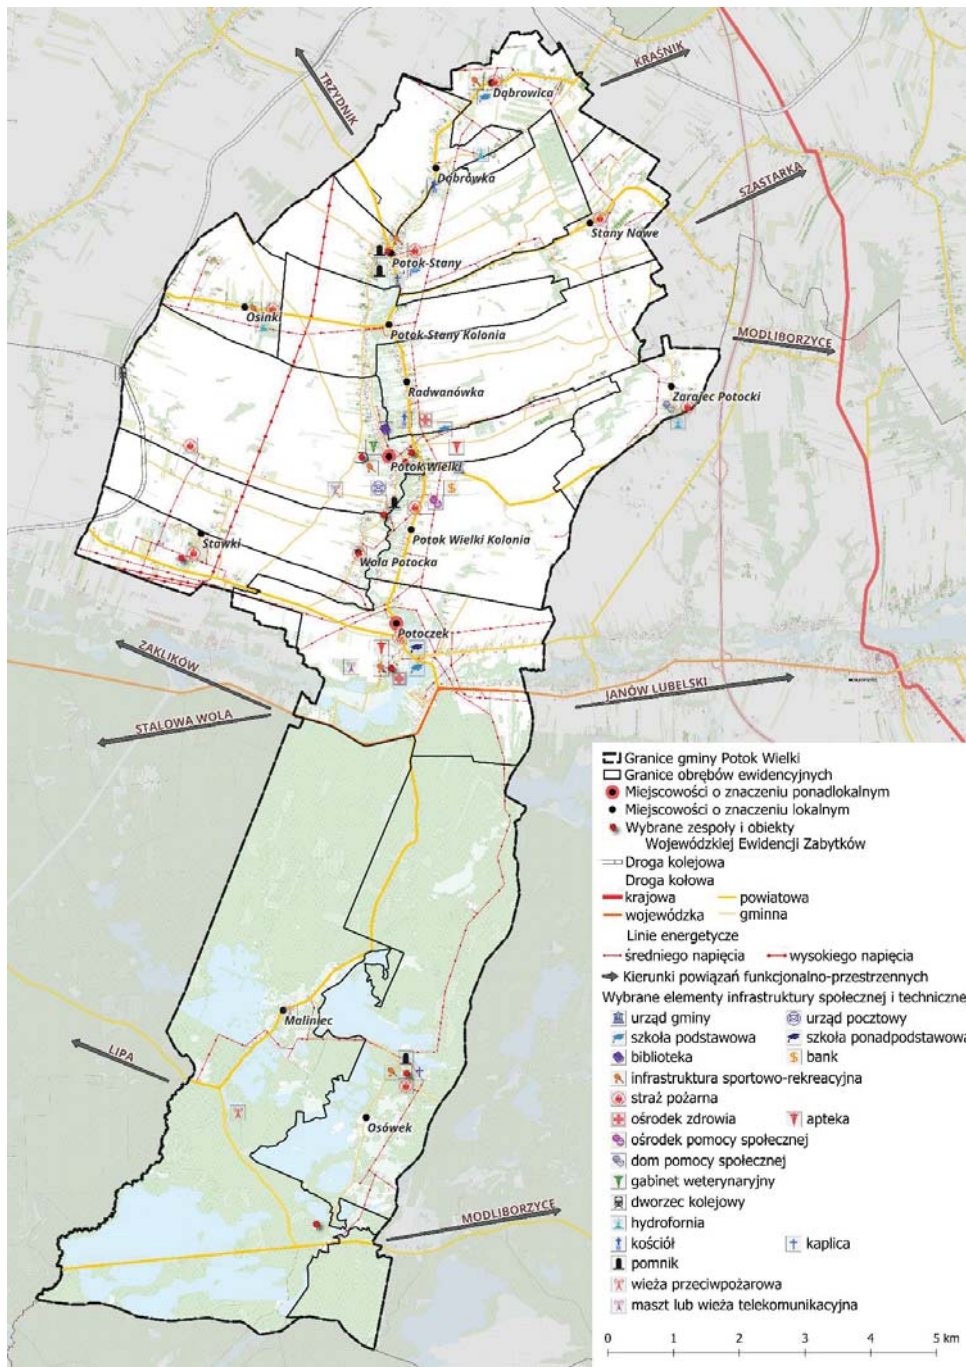 KRAŚNIK
TRZYDNIK
Dąbrowica
SZASTARKA
Dąbrówka
Stany Nowe
Potok-Stany
Osinki
Potok-Stany Kolonia
MODLIBORZYCE
Radwanówka
Zarajec Potocki
Potok Wielki
Stawki
Potok Wielki Kolonia
Wola Potocka
Potoczek
ZAKLIKÓW
JANÓW LUBELSKI
STALOWA WOLA
Maliniec
LIPA
Osówek
MODLIBORZYCE
Granice gminy Potok Wielki
Granice obrębów ewidencyjnych
Miejscowości o znaczeniu ponadlokalnym
Miejscowości o znaczeniu lokalnym
Wybrane zespoły i obiekty
Wojewódzkiej Ewidencji Zabytków
Droga kolejowa
Droga kołowa
krajowa powiatowa
wojewódzka gminna
Linie energetycze
średniego napięcia wysokiego napięcia
Kierunki powiązań funkcjonalno-przestrzennych
Wybrane elementy infrastruktury społecznej i techniczne
urząd gminy urząd pocztowy
szkoła podstawowa szkoła ponadpodstawowa
biblioteka bank
infrastruktura sportowo-rekreacyjna
straż pożarna
ośrodek zdrowia apteka
ośrodek pomocy społecznej
dom pomocy społecznej
gabinet weterynaryjny
dworzec kolejowy
hydrofornia
kościół kaplica
pomnik
wieża przeciwpożarowa
maszt lub wieża telekomunikacyjna
0 1 2 3 4 5 km